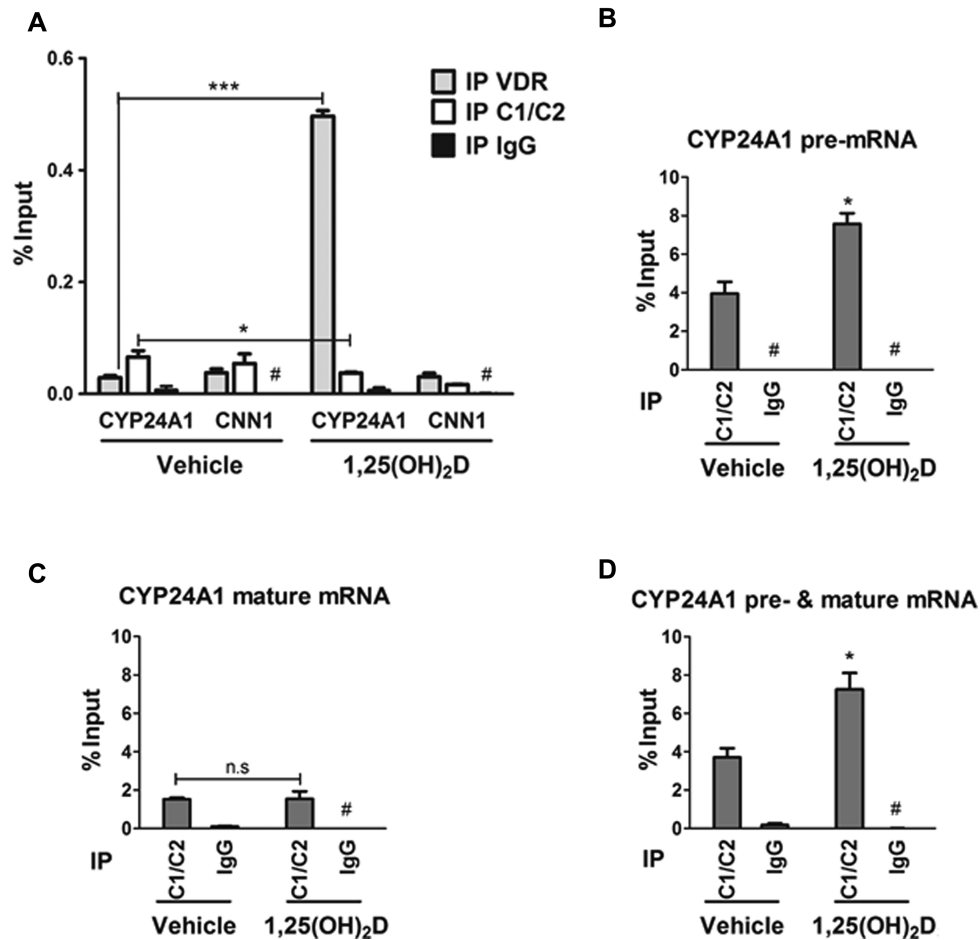 A
% Input
0.6
0.4
0.2
0.0
***
*
#
#
IP VDR
IP C1/C2
IP IgG
CYP24A1 CNN1 CYP24A1 CNN1
Vehicle 1,25(OH)₂D
B
CYP24A1 pre-mRNA
% Input
10
8
6
4
2
0
*
# #
IP C1/C2 IgG C1/C2 IgG
Vehicle 1,25(OH)₂D
C
CYP24A1 mature mRNA
% Input
10
8
6
4
2
0
n.s
#
IP C1/C2 IgG C1/C2 IgG
Vehicle 1,25(OH)₂D
D
CYP24A1 pre- & mature mRNA
% Input
10
8
6
4
2
0
*
#
IP C1/C2 IgG C1/C2 IgG
Vehicle 1,25(OH)₂D